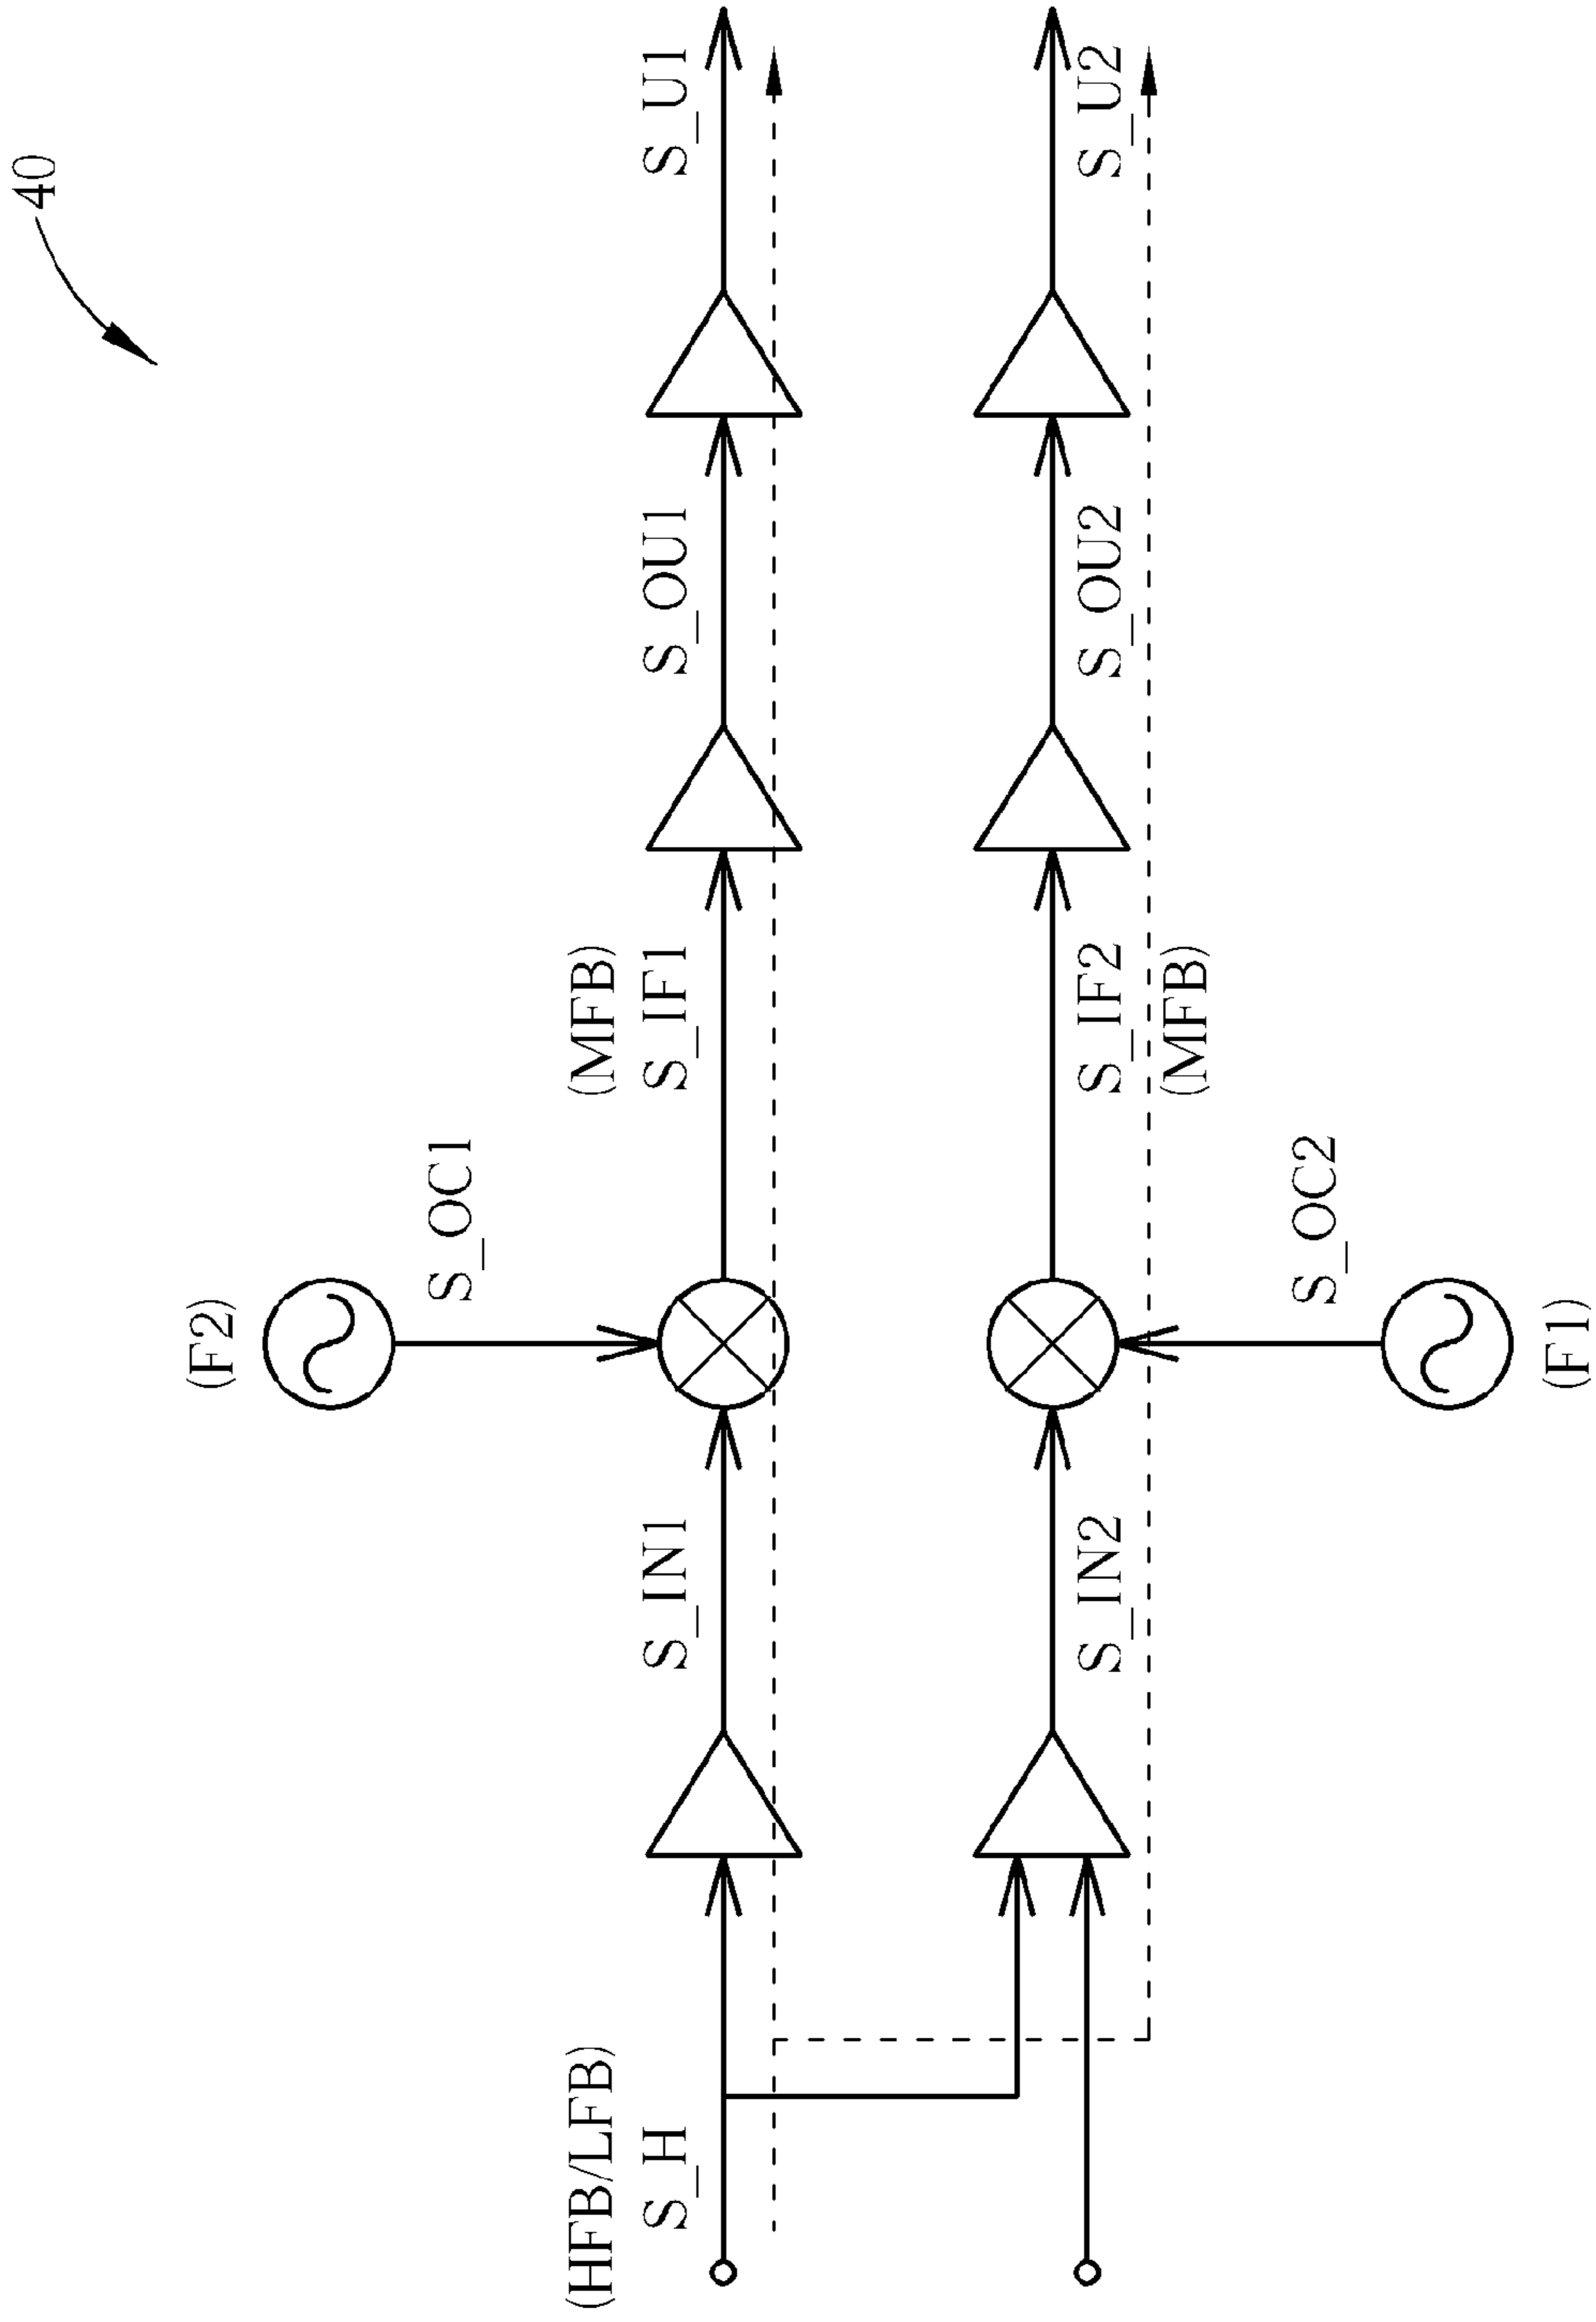 40
(F2)
S_OC1
(HFB/LFB)
(MFB)
S_H
S_IN1
S_IF1
S_OU1
S_U1
S_IN2
S_IF2
S_OU2
S_U2
(MFB)
S_OC2
(F1)